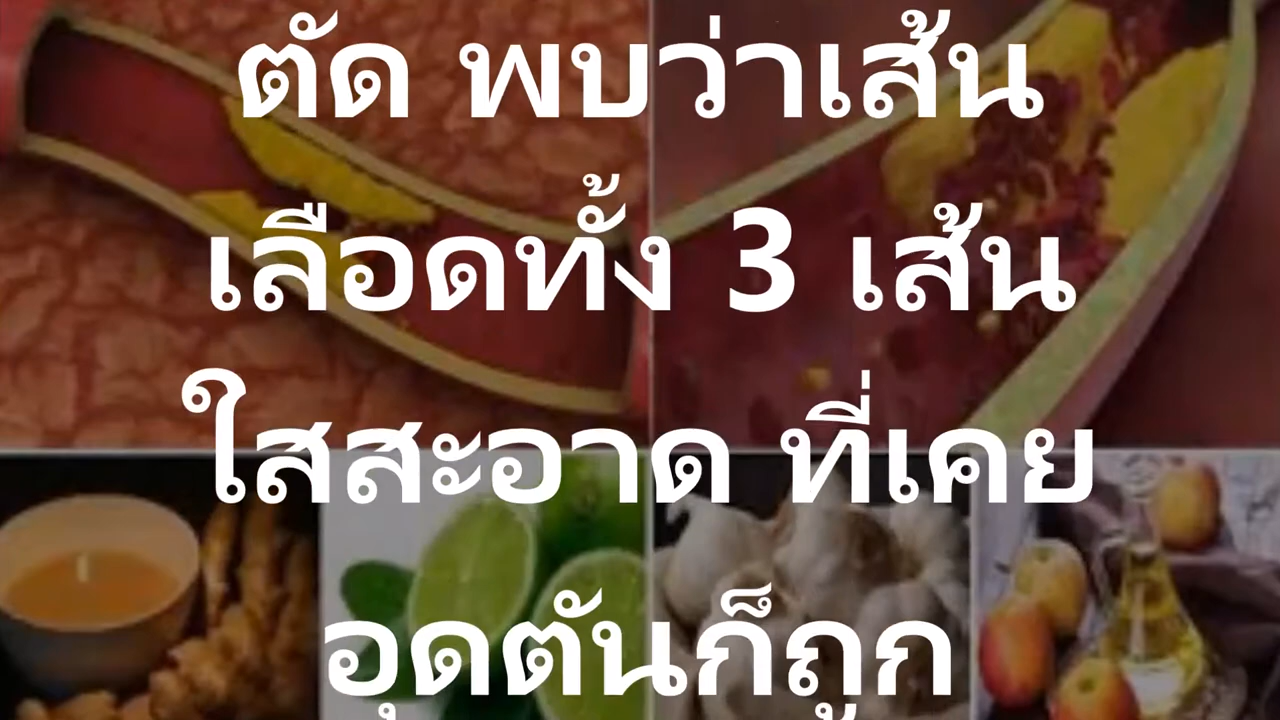 ตัด พบว่าเส้น
เลือดทั้ง 3 เส้น
ใสสะอาด ที่เคย
อุดตันก็ถูก